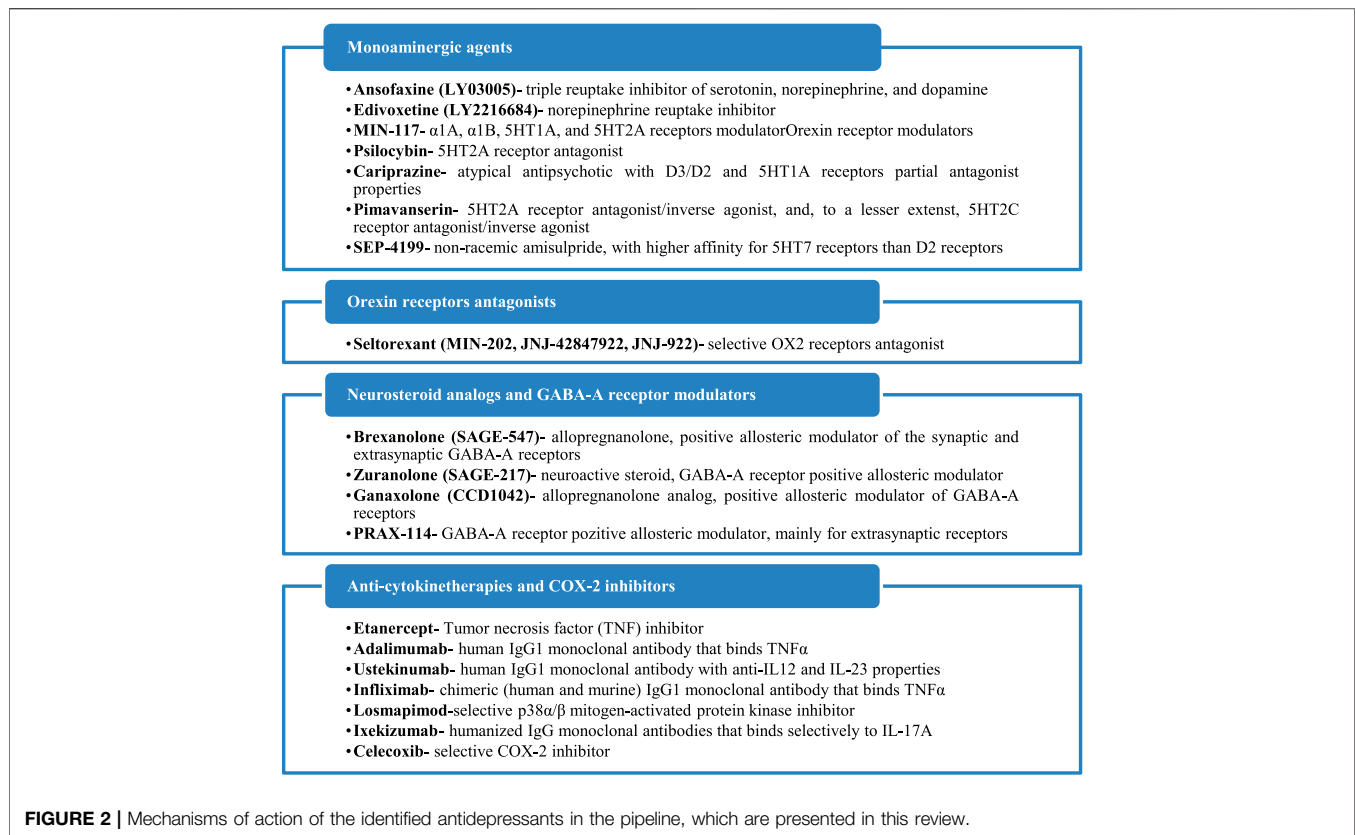 Monoaminergic agents
•Ansofaxine (LY03005)- triple reuptake inhibitor of serotonin, norepinephrine, and dopamine
•Edivoxetine (LY2216684)- norepinephrine reuptake inhibitor
•MIN-117- α1A, α1B, 5HT1A, and 5HT2A receptors modulatorOrexin receptor modulators
•Psilocybin- 5HT2A receptor antagonist
•Cariprazine- atypical antipsychotic with D3/D2 and 5HT1A receptors partial antagonist
properties
•Pimavanserin- 5HT2A receptor antagonist/inverse agonist, and, to a lesser extenst, 5HT2C
receptor antagonist/inverse agonist
•SEP-4199- non-racemic amisulpride, with higher affinity for 5HT7 receptors than D2 receptors
Orexin receptors antagonists
•Seltorexant (MIN-202, JNJ-42847922, JNJ-922)- selective OX2 receptors antagonist
Neurosteroid analogs and GABA-A receptor modulators
•Brexanolone (SAGE-547)- allopregnanolone, positive allosteric modulator of the synaptic and
extrasynaptic GABA-A receptors
•Zuranolone (SAGE-217)- neuroactive steroid, GABA-A receptor positive allosteric modulator
•Ganaxolone (CCD1042)- allopregnanolone analog, positive allosteric modulator of GABA-A
receptors
•PRAX-114- GABA-A receptor pozitive allosteric modulator, mainly for extrasynaptic receptors
Anti-cytokinetherapies and COX-2 inhibitors
•Etanercept- Tumor necrosis factor (TNF) inhibitor
•Adalimumab- human IgG1 monoclonal antibody that binds TNFα
•Ustekinumab- human IgG1 monoclonal antibody with anti-IL12 and IL-23 properties
•Infliximab- chimeric (human and murine) IgG1 monoclonal antibody that binds TNFα
•Losmapimod-selective p38α/β mitogen-activated protein kinase inhibitor
•Ixekizumab- humanized IgG monoclonal antibodies that binds selectively to IL-17A
•Celecoxib- selective COX-2 inhibitor
FIGURE 2 | Mechanisms of action of the identified antidepressants in the pipeline, which are presented in this review.